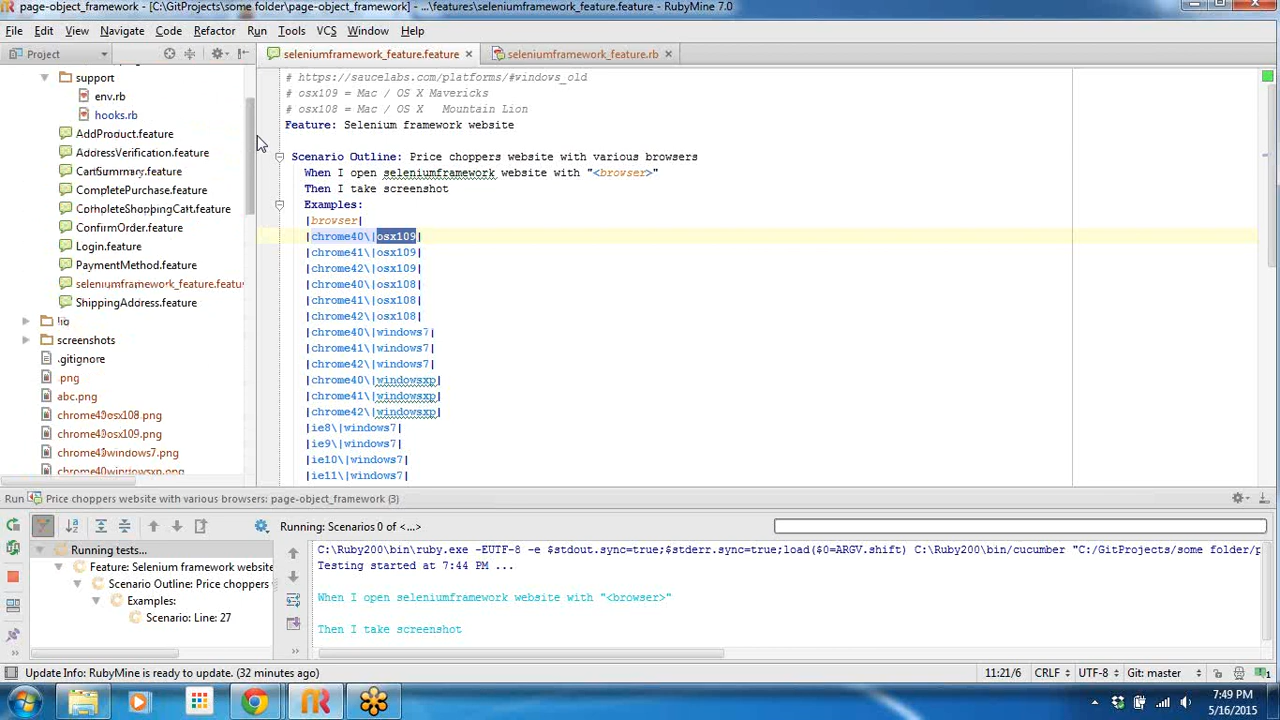 page-object_framework - [C:\GitProjects\some folder\page-object_framework] - ...\features\seleniumframework_feature.feature - RubyMine 7.0
File Edit View Navigate Code Refactor Run Tools VCS Window Help
Project
seleniumframework_feature.feature
seleniumframework_feature.rb
support
env.rb
hooks.rb
AddProduct.feature
AddressVerification.feature
CartSummary.feature
CompletePurchase.feature
CompleteShoppingCart.feature
ConfirmOrder.feature
Login.feature
PaymentMethod.feature
seleniumframework_feature.featu
ShippingAddress.feature
lib
screenshots
.gitignore
.png
abc.png
chrome40osx108.png
chrome40osx109.png
chrome40windows7.png
chrome40windowsxp.png
# https://saucelabs.com/platforms/#windows_old
# osx109 = Mac / OS X Mavericks
# osx108 = Mac / OS X   Mountain Lion
Feature: Selenium framework website
Scenario Outline: Price choppers website with various browsers
When I open seleniumframework website with "<browser>"
Then I take screenshot
Examples:
|browser|
|chrome40\|osx109|
|chrome41\|osx109|
|chrome42\|osx109|
|chrome40\|osx108|
|chrome41\|osx108|
|chrome42\|osx108|
|chrome40\|windows7|
|chrome41\|windows7|
|chrome42\|windows7|
|chrome40\|windowsxp|
|chrome41\|windowsxp|
|chrome42\|windowsxp|
|ie8\|windows7|
|ie9\|windows7|
|ie10\|windows7|
|ie11\|windows7|
Run Price choppers website with various browsers: page-object_framework (3)
Running: Scenarios 0 of <...>
Running tests...
Feature: Selenium framework website
Scenario Outline: Price choppers
Examples:
Scenario: Line: 27
C:\Ruby200\bin\ruby.exe -EUTF-8 -e $stdout.sync=true;$stderr.sync=true;load($0=ARGV.shift) C:\Ruby200\bin/cucumber "C:/GitProjects/some folder/p
Testing started at 7:44 PM ...
When I open seleniumframework website with "<browser>"
Then I take screenshot
Update Info: RubyMine is ready to update. (32 minutes ago)
11:21/6 CRLF UTF-8 Git: master
7:49 PM
5/16/2015